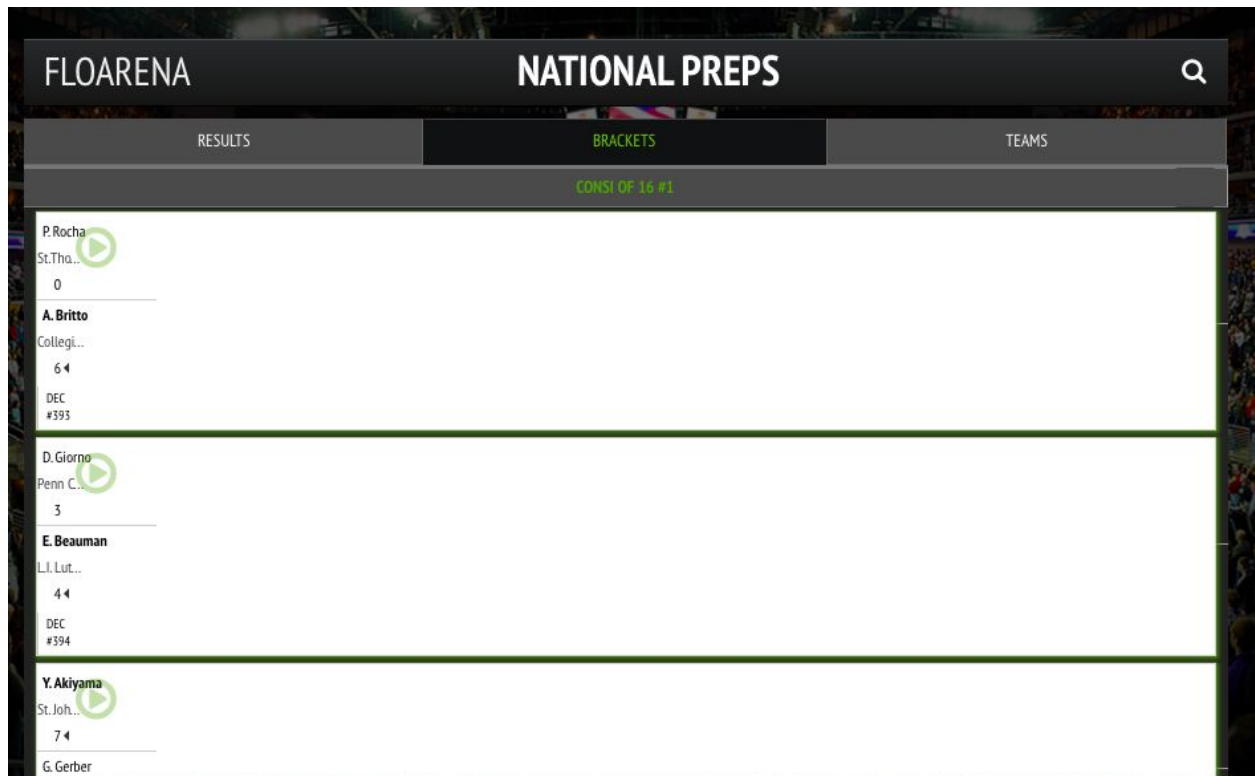 FLOARENA
NATIONAL PREPS
RESULTS
BRACKETS
TEAMS
CONSI OF 16 #1
P. Rocha
St.Tho...
0
A. Britto
Collegi...
6
DEC
#393
D. Giorno
Penn C...
3
E. Beauman
L.I. Lut...
4
DEC
#394
Y. Akiyama
St. Joh...
7
G. Gerber